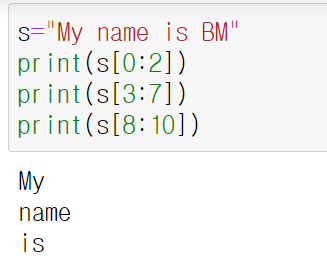 s="My name is BM"
print(s[0:2])
print(s[3:7])
print(s[8:10])
My
name
is